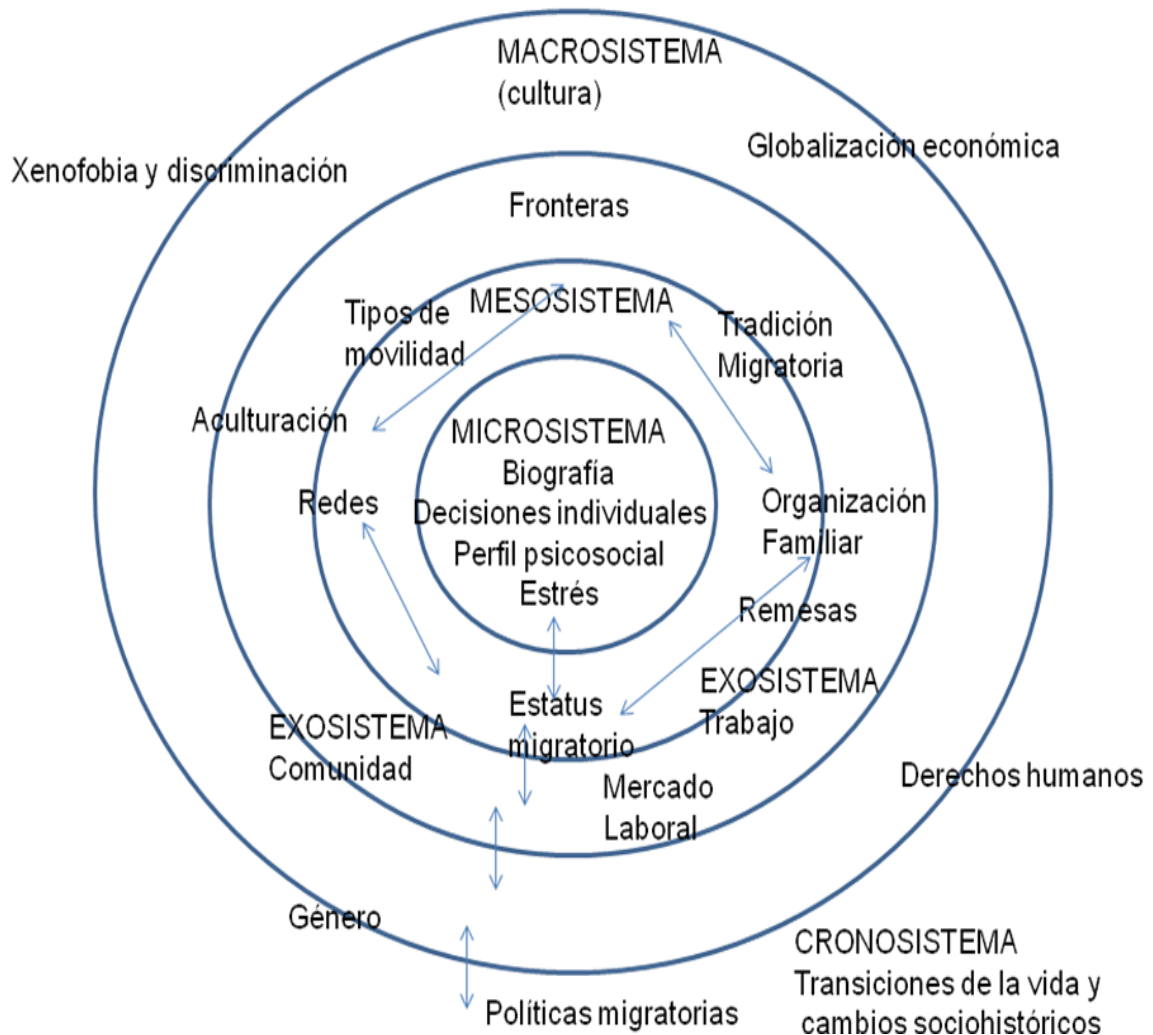 MACROSISTEMA
(cultura)
Globalización económica
Xenofobia y discriminación
Fronteras
MESOSISTEMA
Tipos de
movilidad
Tradición
Migratoria
Aculturación
MICROSISTEMA
Biografía
Decisiones individuales
Perfil psicosocial
Estrés
Redes
Organización
Familiar
Remesas
EXOSISTEMA
Trabajo
Estatus
migratorio
EXOSISTEMA
Comunidad
Mercado
Laboral
Derechos humanos
Género
CRONOSISTEMA
Transiciones de la vida y
cambios sociohistóricos
Políticas migratorias